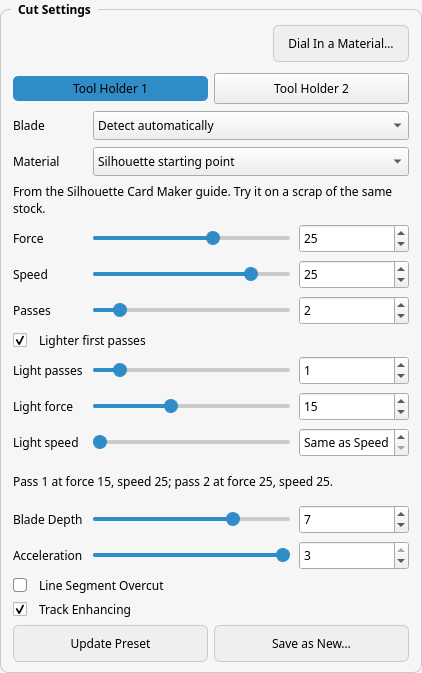 Cut Settings
Dial In a Material...
Tool Holder 1
Tool Holder 2
Blade
Detect automatically
Material
Silhouette starting point
From the Silhouette Card Maker guide. Try it on a scrap of the same
stock.
Force
25
Speed
25
Passes
2
Lighter first passes
Light passes
1
Light force
15
Light speed
Same as Speed
Pass 1 at force 15, speed 25; pass 2 at force 25, speed 25.
Blade Depth
7
Acceleration
3
Line Segment Overcut
Track Enhancing
Update Preset
Save as New...